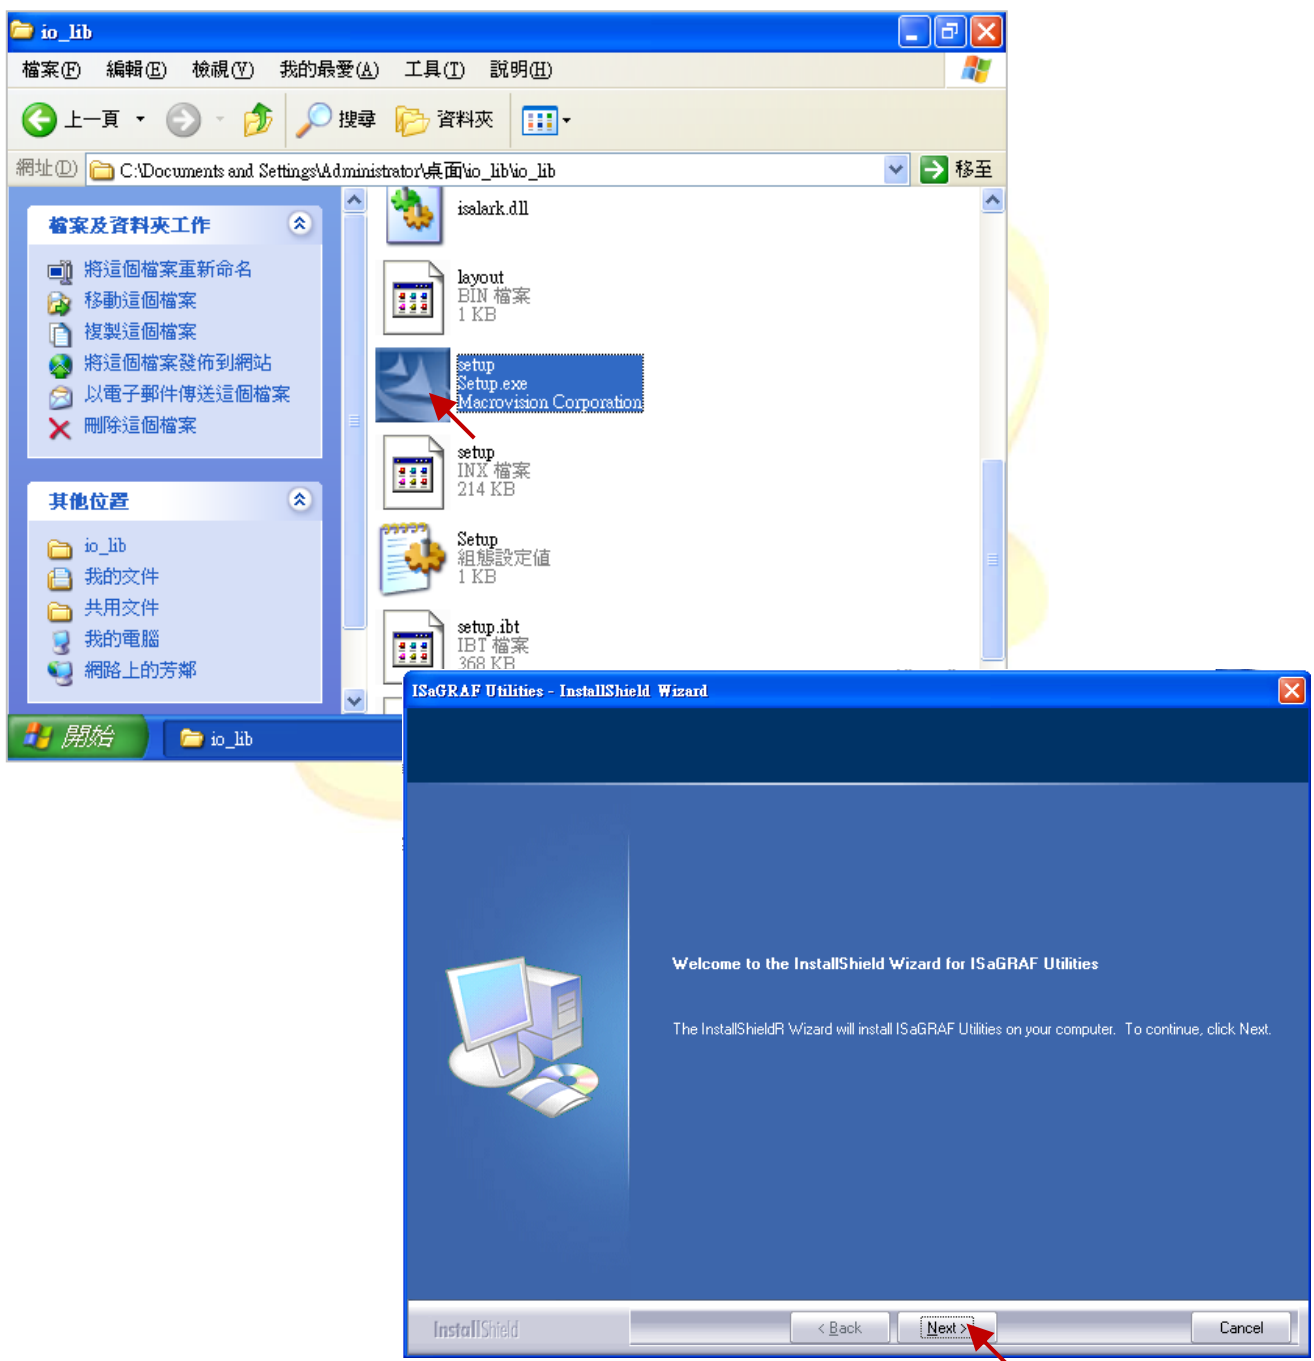 io_lib
檔案(F) 編輯(E) 檢視(V) 我的最愛(A) 工具(T) 說明(H)
上一頁 搜尋 資料夾
網址(D) C:\Documents and Settings\Administrator\桌面\io_lib\io_lib 移至
檔案及資料夾工作
將這個檔案重新命名
移動這個檔案
複製這個檔案
將這個檔案發佈到網站
以電子郵件傳送這個檔案
刪除這個檔案
其他位置
io_lib
我的文件
共用文件
我的電腦
網路上的芳鄰
isalark.dll
layout
BIN 檔案
1 KB
setup
Setup.exe
Macrovision Corporation
setup
INX 檔案
214 KB
Setup
組態設定值
1 KB
setup.ibt
IBT 檔案
368 KB
開始 io_lib
ISaGRAF Utilities - InstallShield Wizard
Welcome to the InstallShield Wizard for ISaGRAF Utilities
The InstallShieldR Wizard will install ISaGRAF Utilities on your computer. To continue, click Next.
InstallShield
< Back Next > Cancel